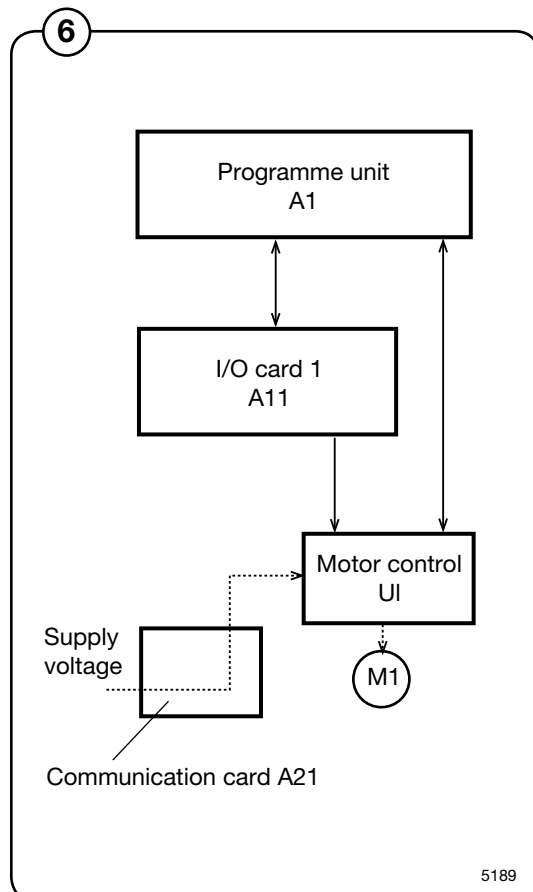 6
Programme unit
A1
I/O card 1
A11
Motor control
UI
Supply
voltage
M1
Communication card A21
5189